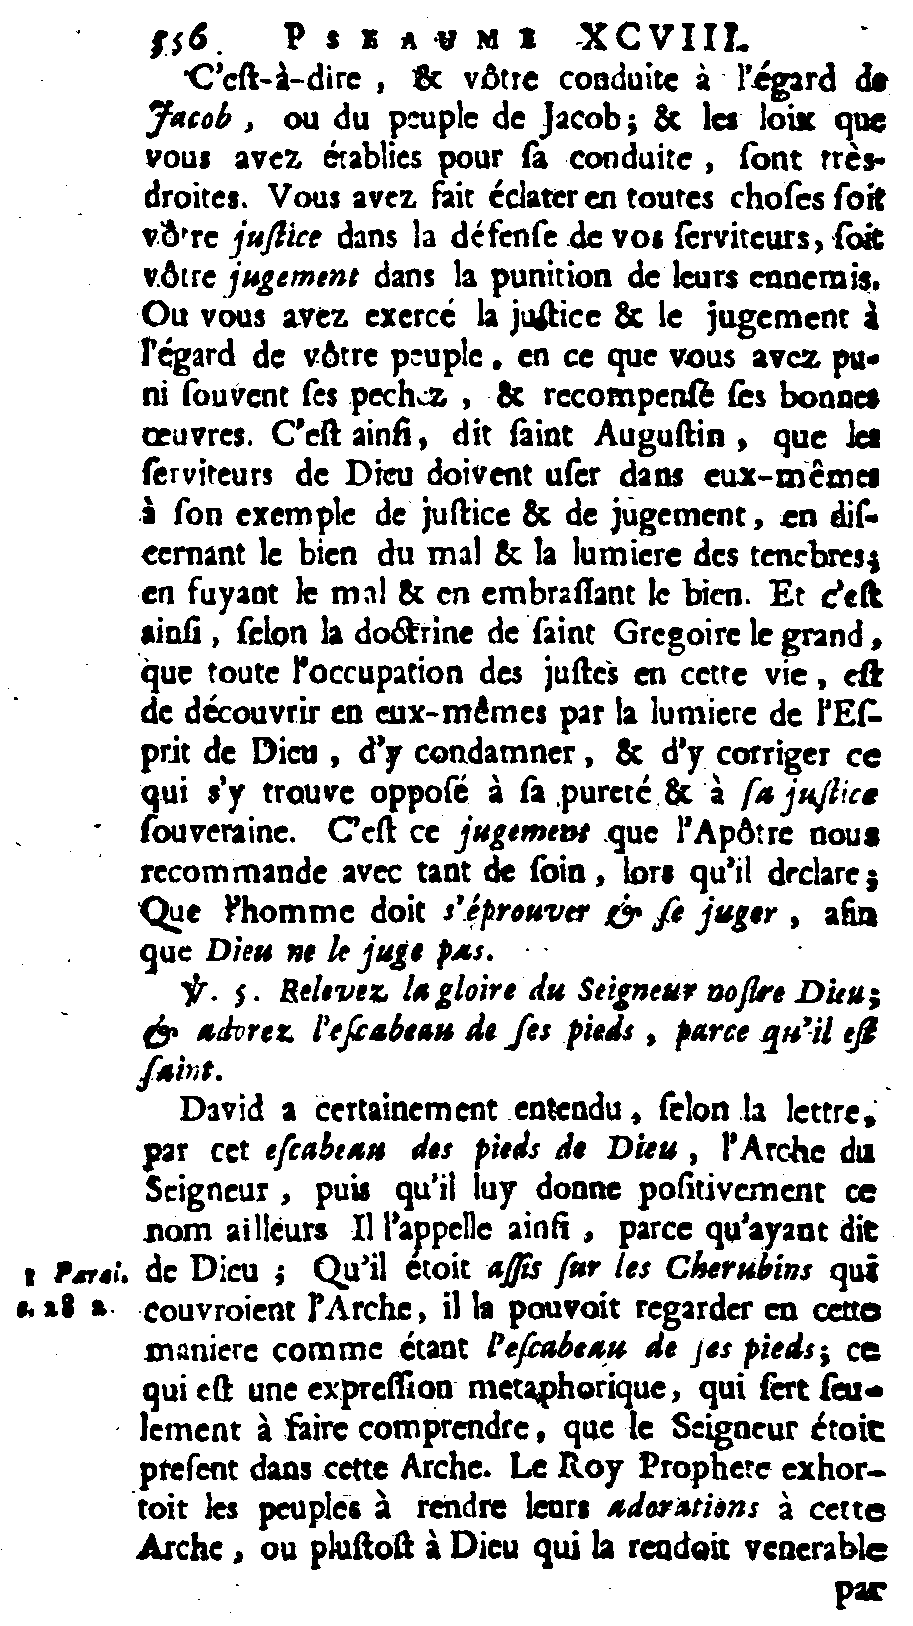 556. PSEAUME XCVIII.
C'eſt-à-dire, & vôtre conduite à l'égard de
Jacob, ou du peuple de Jacob; & les loix que
vous avez établies pour ſa conduite, ſont très-
droites. Vous avez fait éclater en toutes choſes ſoit
vôtre juſtice dans la défenſe de vos ſerviteurs, ſoit
vôtre jugement dans la punition de leurs ennemis.
Ou vous avez exercé la juſtice & le jugement à
l'égard de vôtre peuple, en ce que vous avez pu-
ni ſouvent ſes pechez, & recompenſé ſes bonnes
œuvres. C'eſt ainſi, dit ſaint Auguſtin, que les
ſerviteurs de Dieu doivent uſer dans eux-mêmes
à ſon exemple de juſtice & de jugement, en diſ-
cernant le bien du mal & la lumiere des tenebres;
en fuyant le mal & en embraſſant le bien. Et c'eſt
ainſi, ſelon la doctrine de ſaint Gregoire le grand,
que toute l'occupation des juſtes en cette vie, eſt
de découvrir en eux-mêmes par la lumiere de l'Eſ-
prit de Dieu, d'y condamner, & d'y corriger ce
qui s'y trouve oppoſé à ſa pureté & à ſa juſtice
ſouveraine. C'eſt ce jugement que l'Apôtre nous
recommande avec tant de ſoin, lors qu'il declare;
Que l'homme doit s'éprouver & ſe juger, afin
que Dieu ne le juge pas.
℣. 5. Relevez la gloire du Seigneur noſtre Dieu;
& adorez l'eſcabeau de ſes pieds, parce qu'il eſt
ſaint.
David a certainement entendu, ſelon la lettre,
par cet eſcabeau des pieds de Dieu, l'Arche du
Seigneur, puis qu'il luy donne poſitivement ce
nom ailleurs Il l'appelle ainſi, parce qu'ayant dit
1 Paral. de Dieu; Qu'il étoit aſſis ſur les Cherubins qui
c. 28 2. couvroient l'Arche, il la pouvoit regarder en cette
maniere comme étant l'eſcabeau de ſes pieds; ce
qui eſt une expreſſion metaphorique, qui ſert ſeu-
lement à faire comprendre, que le Seigneur étoit
preſent dans cette Arche. Le Roy Prophete exhor-
toit les peuples à rendre leurs adorations à cette
Arche, ou pluſtoſt à Dieu qui la rendoit venerable
par